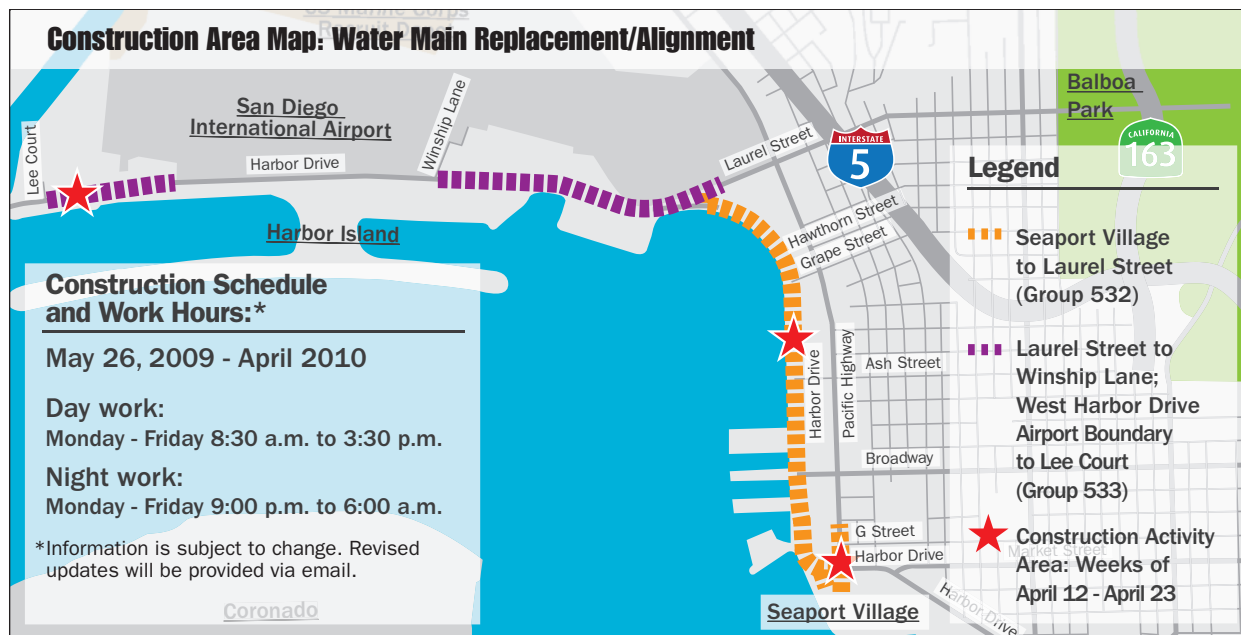 Construction Area Map: Water Main Replacement/Alignment
Recruit Depot
San Diego
International Airport
Winship Lane
Lee Court
Harbor Drive
Laurel Street
INTERSTATE
5
Balboa
Park
CALIFORNIA
163
Harbor Island
Hawthorn Street
Grape Street
Harbor Drive
Pacific Highway
Ash Street
Broadway
G Street
Harbor Drive
Market Street
Harbor Drive
Seaport Village
Coronado
Construction Schedule
and Work Hours:*
May 26, 2009 - April 2010
Day work:
Monday - Friday 8:30 a.m. to 3:30 p.m.
Night work:
Monday - Friday 9:00 p.m. to 6:00 a.m.
*Information is subject to change. Revised
updates will be provided via email.
Legend
Seaport Village
to Laurel Street
(Group 532)
Laurel Street to
Winship Lane;
West Harbor Drive
Airport Boundary
to Lee Court
(Group 533)
Construction Activity
Area: Weeks of
April 12 - April 23